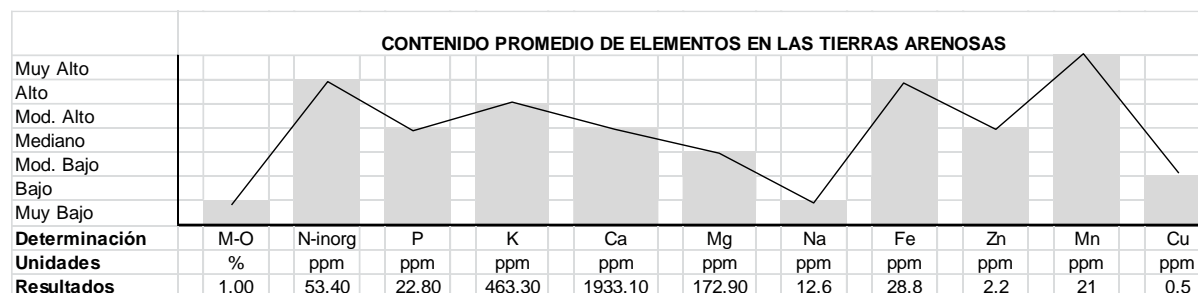 CONTENIDO PROMEDIO DE ELEMENTOS EN LAS TIERRAS ARENOSAS
Muy Alto
Alto
Mod. Alto
Mediano
Mod. Bajo
Bajo
Muy Bajo
Determinación M-O N-inorg P K Ca Mg Na Fe Zn Mn Cu
Unidades % ppm ppm ppm ppm ppm ppm ppm ppm ppm ppm
Resultados 1.00 53.40 22.80 463.30 1933.10 172.90 12.6 28.8 2.2 21 0.5